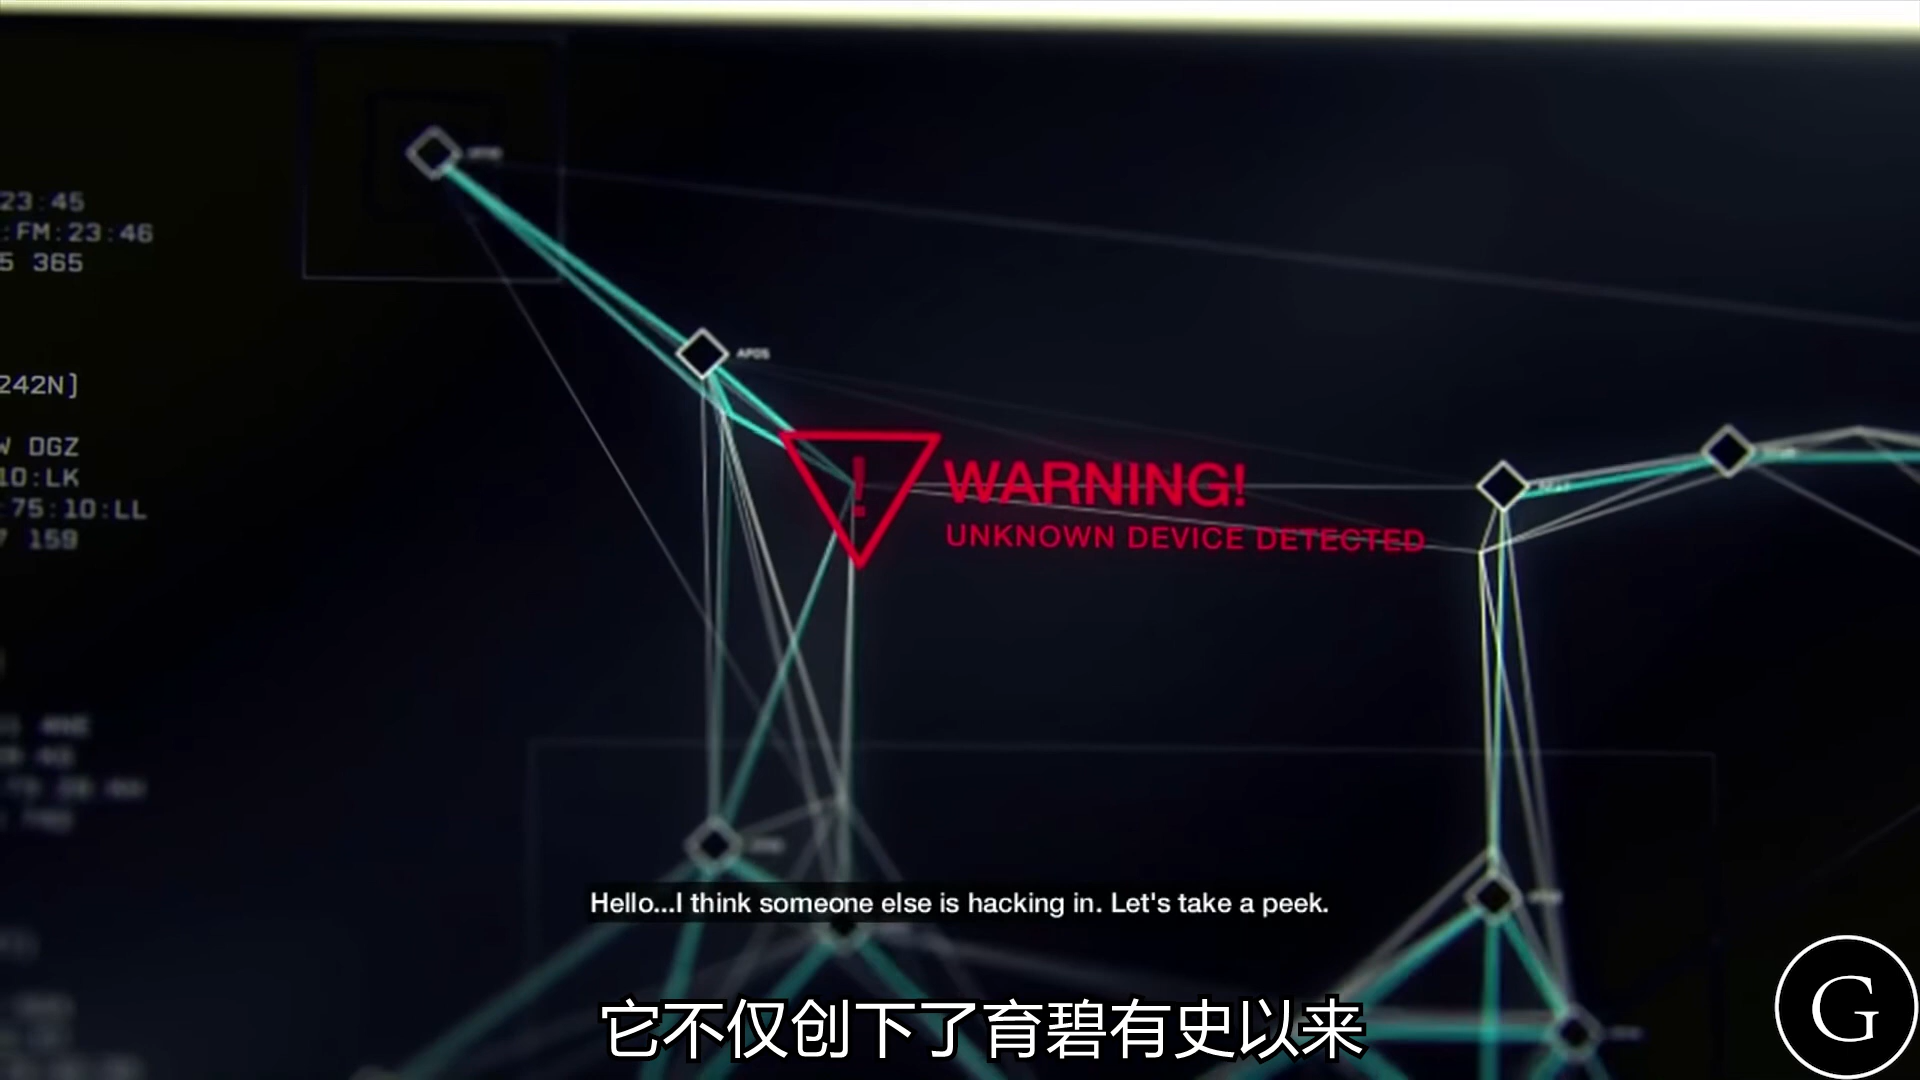 23:45
:FM:23:46
5 365
242N]
W DGZ
10:LK
:75:10:LL
7 159
AP05
!
WARNING!
UNKNOWN DEVICE DETECTED
Hello...I think someone else is hacking in. Let's take a peek.
它不仅创下了育碧有史以来
G